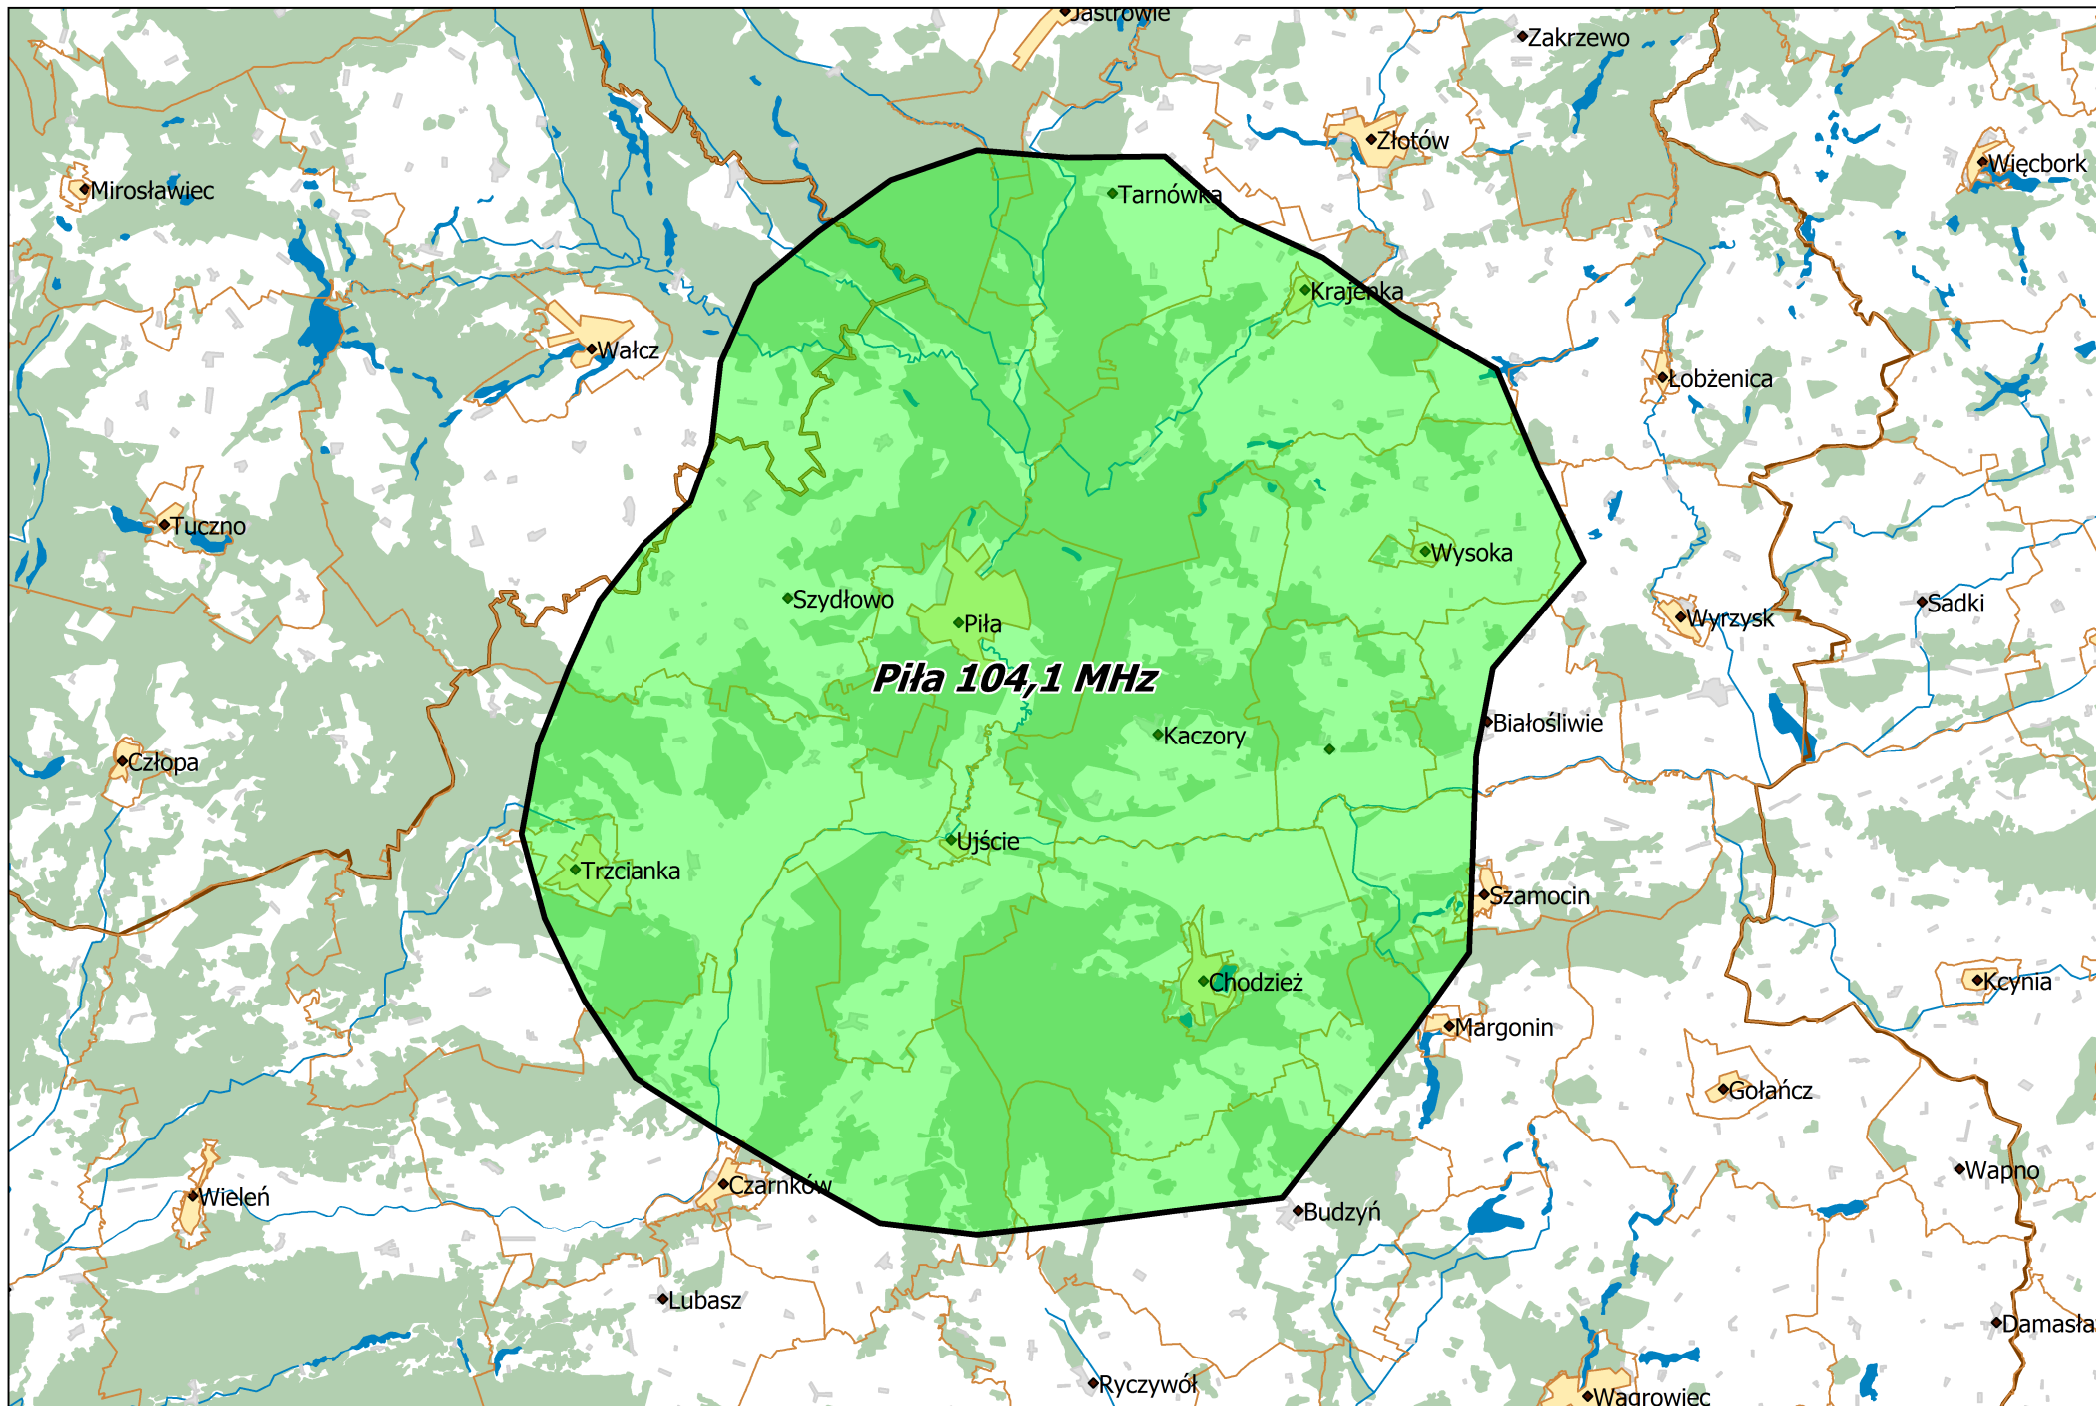 Jastrowie
Zakrzewo
Złotów
Więcbork
Mirosławiec
Tarnówka
Krajenka
Wałcz
Łobżenica
Tuczno
Wysoka
Szydłowo
Sadki
Piła
Wyrzysk
Piła 104,1 MHz
Białośliwie
Kaczory
Człopa
Ujście
Trzcianka
Szamocin
Chodzież
Kcynia
Margonin
Gołańcz
Wapno
Czarnków
Wieleń
Budzyń
Lubasz
Damasła
Ryczywół
Wągrowiec